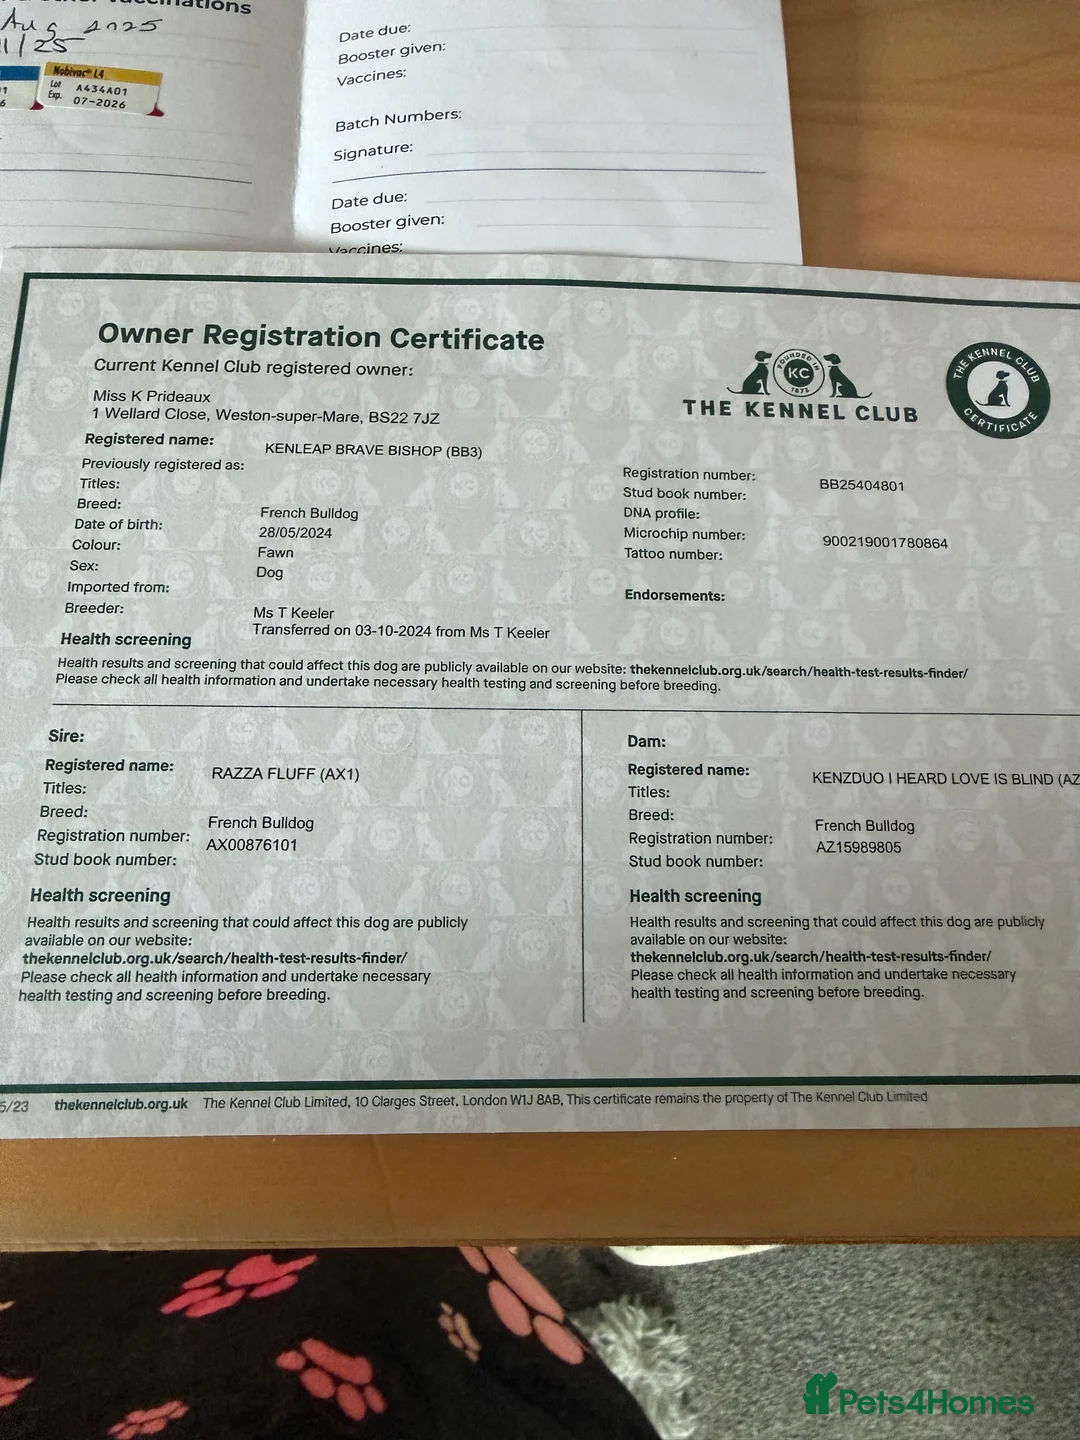 Aug 2025
11/25
Nobivac L4
Lot A434A01
Exp. 07-2026
Date due:
Booster given:
Vaccines:
Batch Numbers:
Signature:
Date due:
Booster given:
Vaccines:
Owner Registration Certificate
Current Kennel Club registered owner:
Miss K Prideaux
1 Wellard Close, Weston-super-Mare, BS22 7JZ
Registered name: KENLEAP BRAVE BISHOP (BB3)
Previously registered as:
Titles:
Breed: French Bulldog
Date of birth: 28/05/2024
Colour: Fawn
Sex: Dog
Imported from:
Breeder: Ms T Keeler
Transferred on 03-10-2024 from Ms T Keeler
FOUNDED IN
KC
1873
THE KENNEL CLUB
THE KENNEL CLUB
CERTIFICATE
Registration number: BB25404801
Stud book number:
DNA profile:
Microchip number: 900219001780864
Tattoo number:
Endorsements:
Health screening
Health results and screening that could affect this dog are publicly available on our website: thekennelclub.org.uk/search/health-test-results-finder/
Please check all health information and undertake necessary health testing and screening before breeding.
Sire:
Registered name: RAZZA FLUFF (AX1)
Titles:
Breed: French Bulldog
Registration number: AX00876101
Stud book number:
Health screening
Health results and screening that could affect this dog are publicly
available on our website:
thekennelclub.org.uk/search/health-test-results-finder/
Please check all health information and undertake necessary
health testing and screening before breeding.
Dam:
Registered name: KENZDUO I HEARD LOVE IS BLIND (AZ
Titles:
Breed: French Bulldog
Registration number: AZ15989805
Stud book number:
Health screening
Health results and screening that could affect this dog are publicly
available on our website:
thekennelclub.org.uk/search/health-test-results-finder/
Please check all health information and undertake necessary
health testing and screening before breeding.
5/23 thekennelclub.org.uk The Kennel Club Limited, 10 Clarges Street, London W1J 8AB, This certificate remains the property of The Kennel Club Limited
Pets4Homes